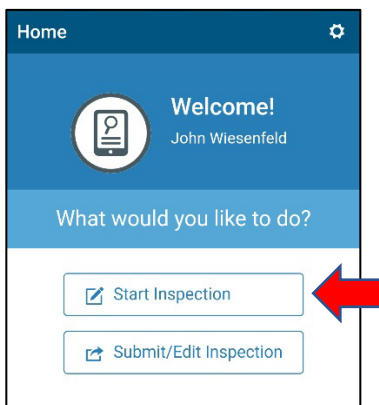 Home
Welcome!
John Wiesenfeld
What would you like to do?
Start Inspection
Submit/Edit Inspection